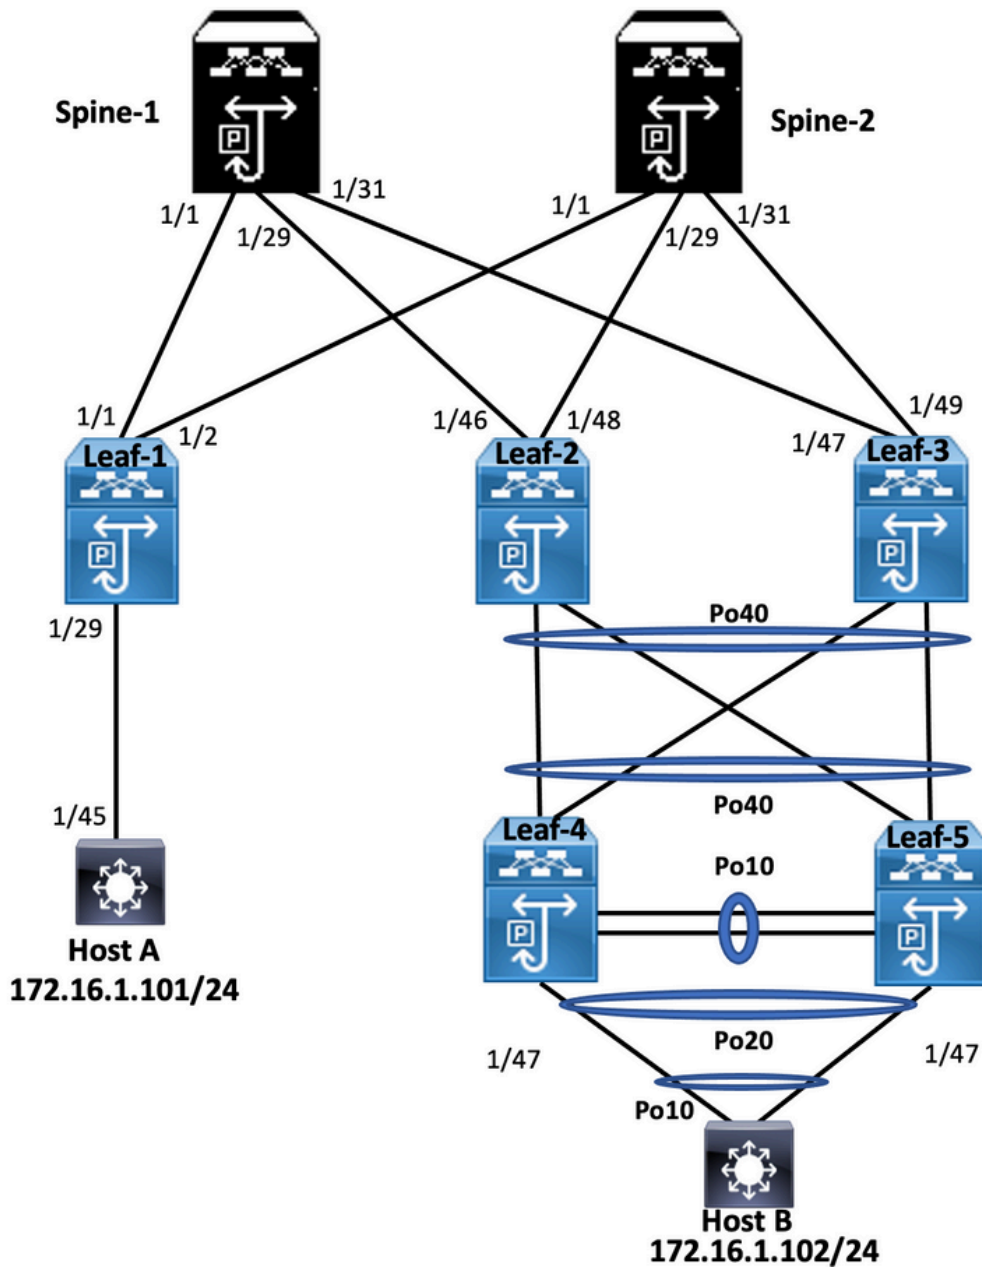 Spine-1
Spine-2
P
P
1/1
1/29
1/31
1/1
1/29
1/31
1/1
1/2
1/46
1/48
1/47
1/49
Leaf-1
Leaf-2
Leaf-3
P
P
P
1/29
Po40
1/45
Po40
Leaf-4
Leaf-5
Po10
P
P
Host A
172.16.1.101/24
1/47
Po20
1/47
Po10
Host B
172.16.1.102/24